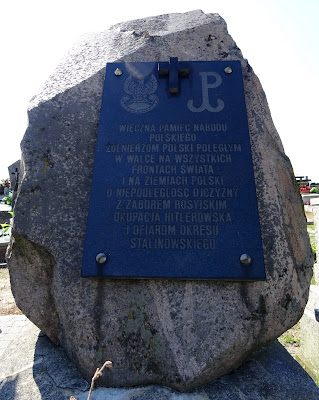 WIECZNA PAMIĘĆ NARODU
POLSKIEGO
ŻOŁNIERZOM POLSKI POLEGŁYM
W WALCE NA WSZYSTKICH
FRONTACH ŚWIATA
I NA ZIEMIACH POLSKI
O NIEPODLEGŁOŚĆ OJCZYZNY
Z ZABOREM ROSYJSKIM
OKUPACJĄ HITLEROWSKĄ
I OFIAROM OKRESU
STALINOWSKIEGO